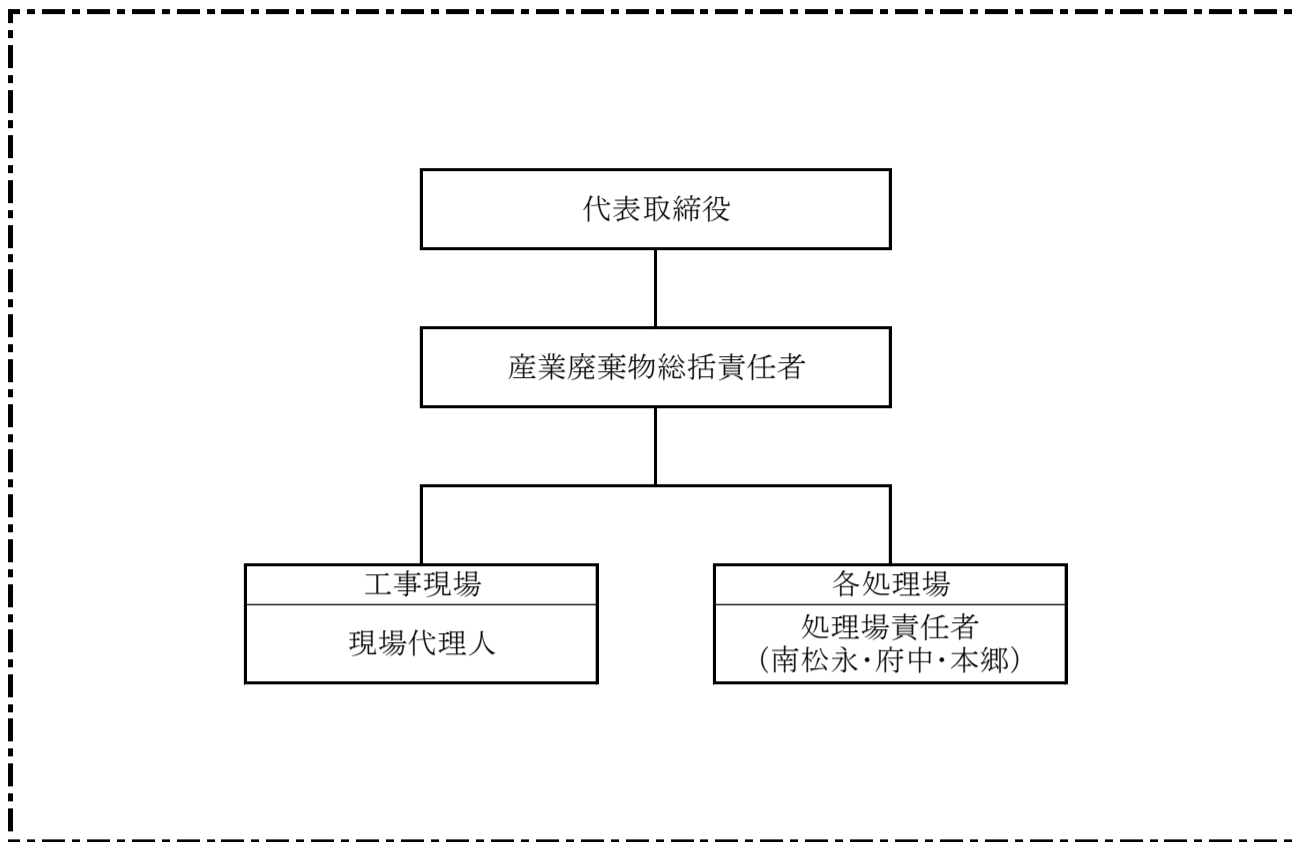 代表取締役
産業廃棄物総括責任者
工事現場
現場代理人
各処理場
処理場責任者
（南松永・府中・本郷）